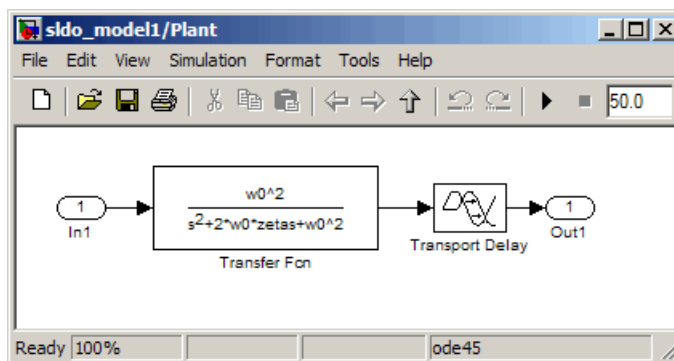 sldo_model1/Plant
File Edit View Simulation Format Tools Help
50.0
w0^2
s^2+2*w0*zetas+w0^2
1
In1
Transfer Fcn
Transport Delay
1
Out1
Ready 100% ode45